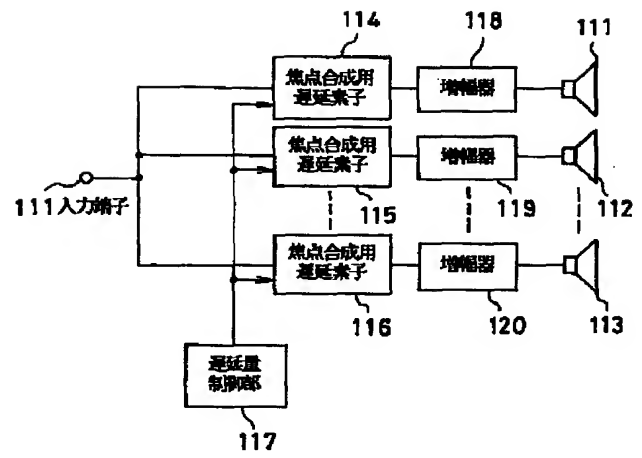 114
118
111
焦点合成用
遅延素子
増幅器
焦点合成用
遅延素子
増幅器
111入力端子
115
119
112
焦点合成用
遅延素子
増幅器
116
120
113
遅延量
制御部
117